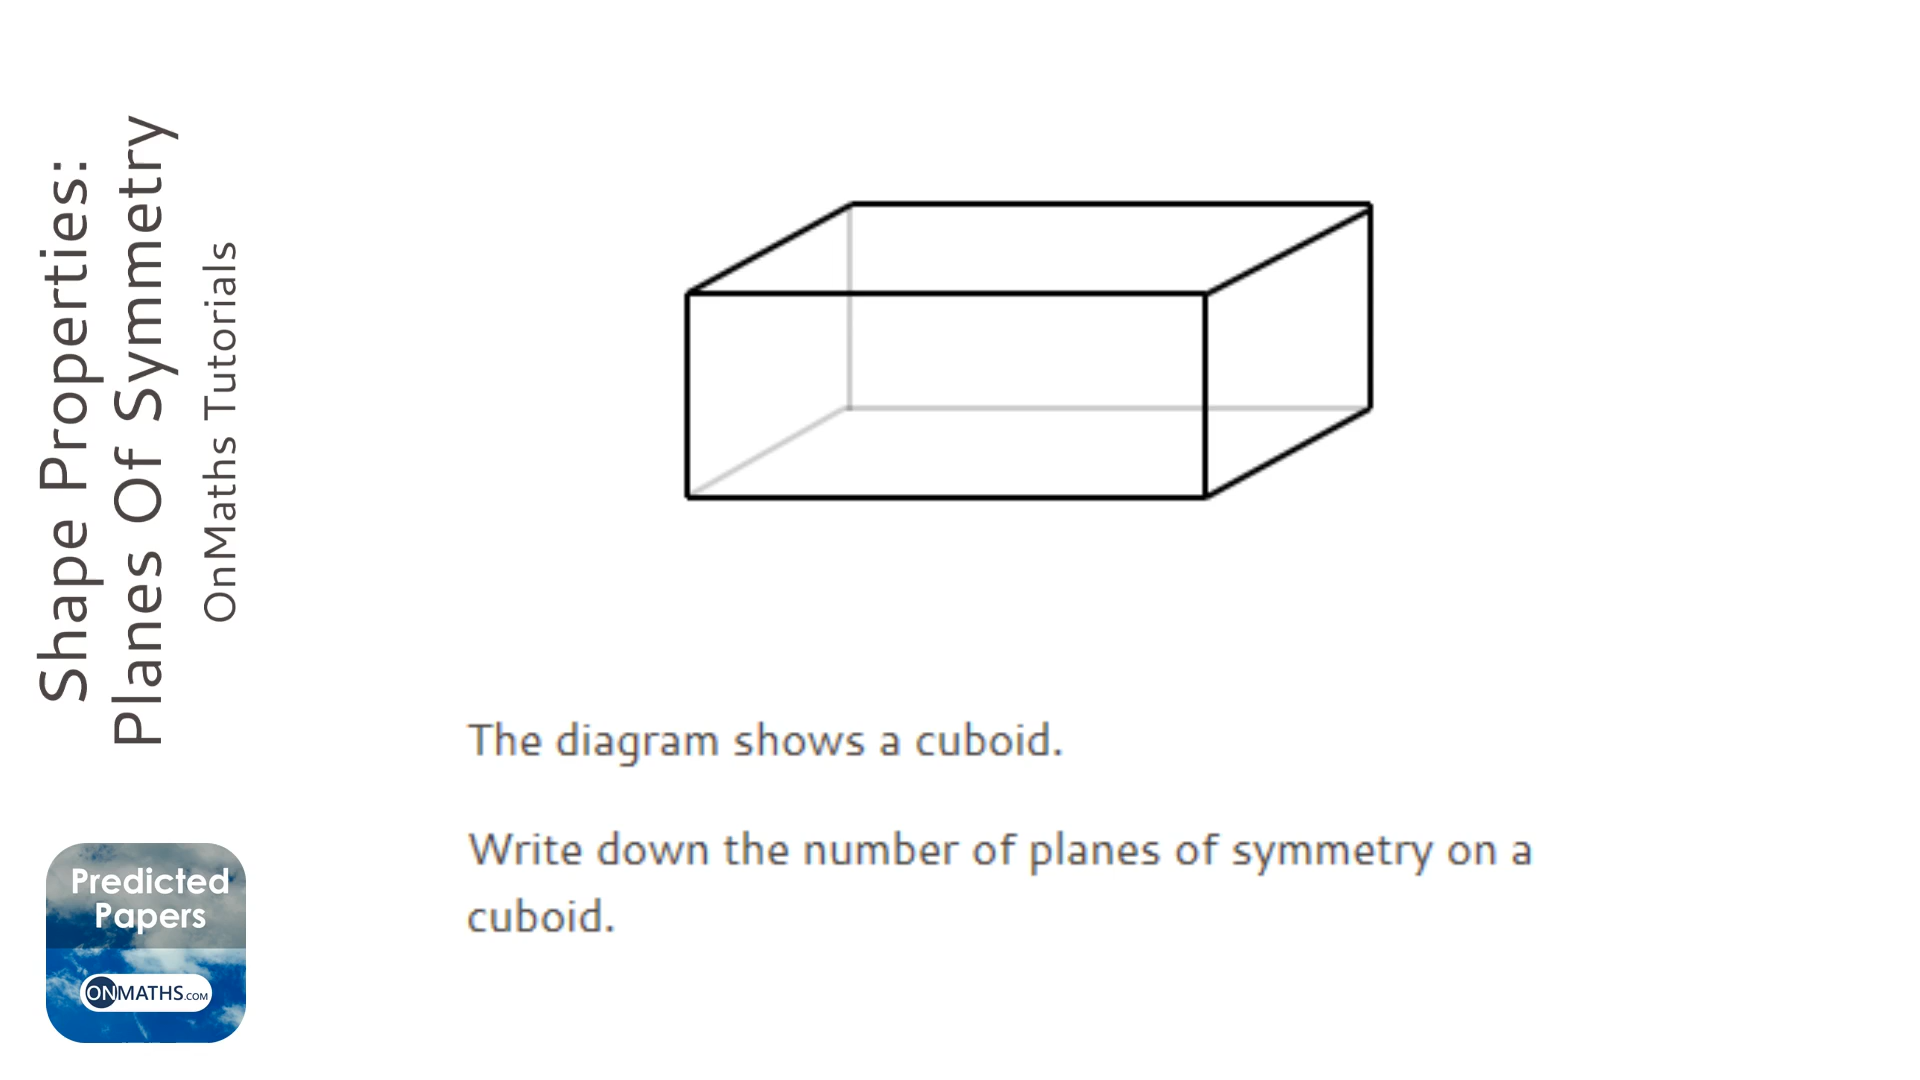 Shape Properties:
Planes Of Symmetry
OnMaths Tutorials
The diagram shows a cuboid.
Write down the number of planes of symmetry on a
cuboid.
Predicted
Papers
ONMATHS.COM